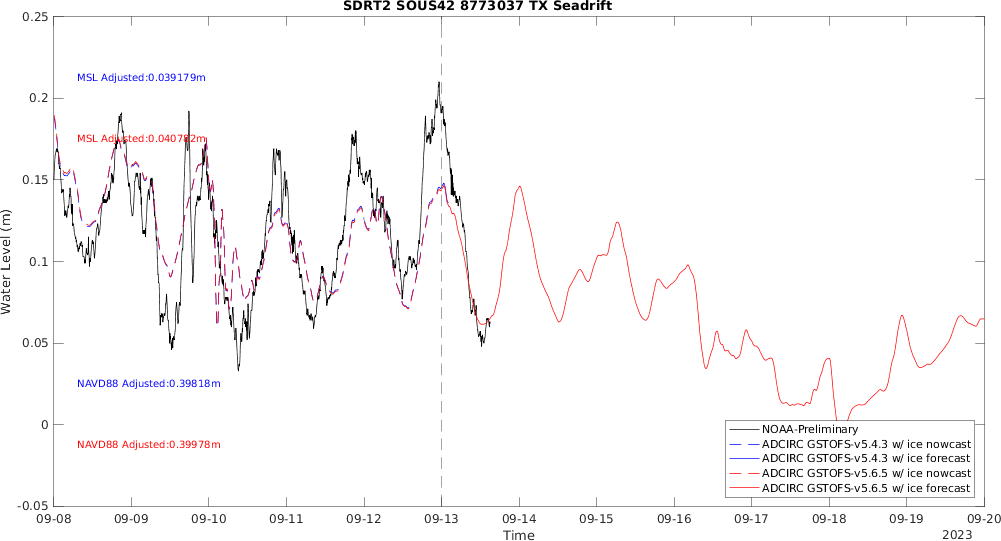 SDRT2 SOUS42 8773037 TX Seadrift
0.25
0.2
0.15
0.1
0.05
0
-0.05
Water Level (m)
MSL Adjusted:0.039179m
MSL Adjusted:0.040782m
NAVD88 Adjusted:0.39818m
NAVD88 Adjusted:0.39978m
NOAA-Preliminary
ADCIRC GSTOFS-v5.4.3 w/ ice nowcast
ADCIRC GSTOFS-v5.4.3 w/ ice forecast
ADCIRC GSTOFS-v5.6.5 w/ ice nowcast
ADCIRC GSTOFS-v5.6.5 w/ ice forecast
09-08 09-09 09-10 09-11 09-12 09-13 09-14 09-15 09-16 09-17 09-18 09-19 09-20
Time
2023